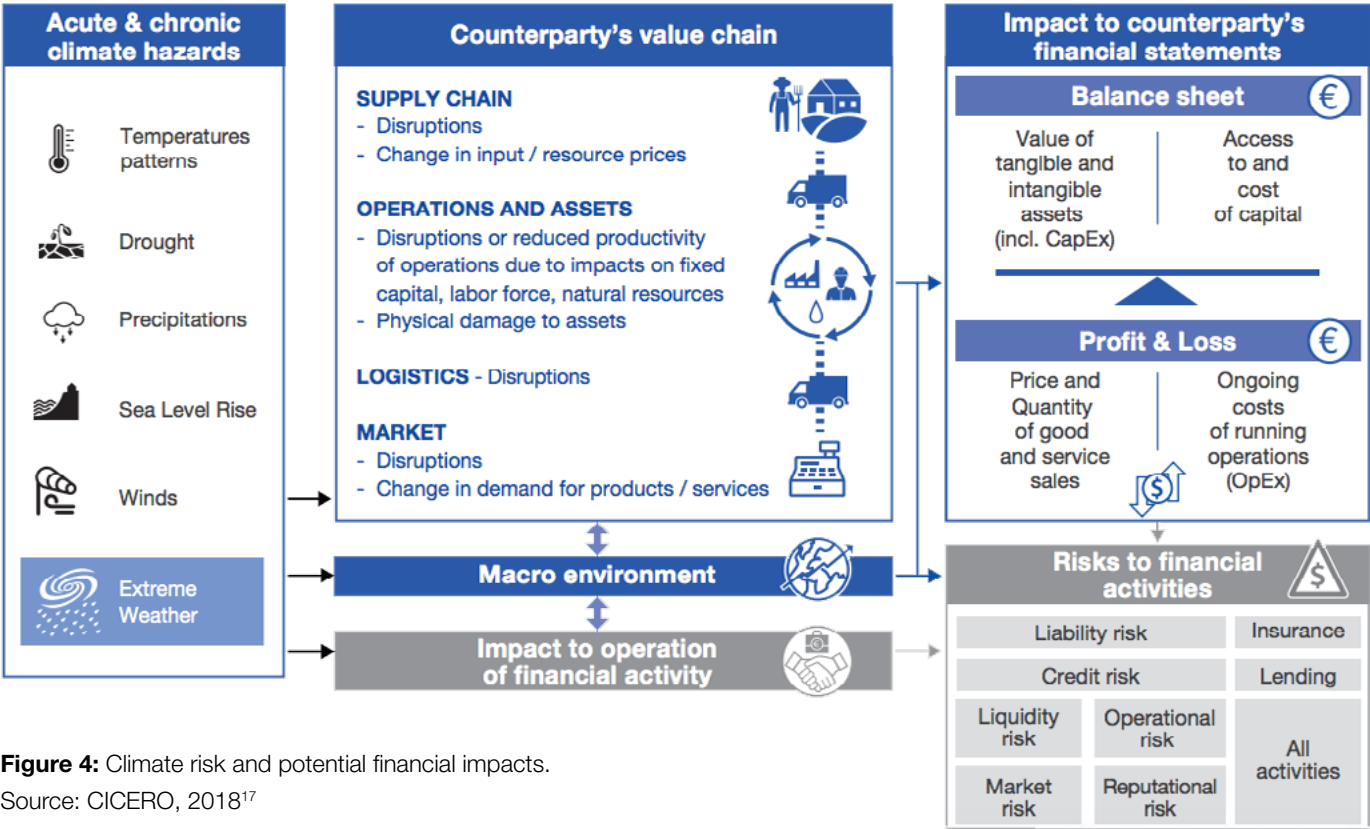 Acute & chronic
climate hazards
Temperatures
patterns
Drought
Precipitations
Sea Level Rise
Winds
Extreme
Weather
Counterparty's value chain
SUPPLY CHAIN
- Disruptions
- Change in input / resource prices
OPERATIONS AND ASSETS
- Disruptions or reduced productivity
of operations due to impacts on fixed
capital, labor force, natural resources
- Physical damage to assets
LOGISTICS - Disruptions
MARKET
- Disruptions
- Change in demand for products / services
Macro environment
Impact to operation
of financial activity
€
Impact to counterparty's
financial statements
Balance sheet
€
Value of
tangible and
intangible
assets
(incl. CapEx)
Access
to and
cost
of capital
Profit & Loss
€
Price and
Quantity
of good
and service
sales
$
Ongoing
costs
of running
operations
(OpEx)
Risks to financial
activities
$
Liability risk
Insurance
Credit risk
Lending
Liquidity
risk
Operational
risk
All
activities
Market
risk
Reputational
risk
Figure 4: Climate risk and potential financial impacts.
Source: CICERO, 2018¹⁷